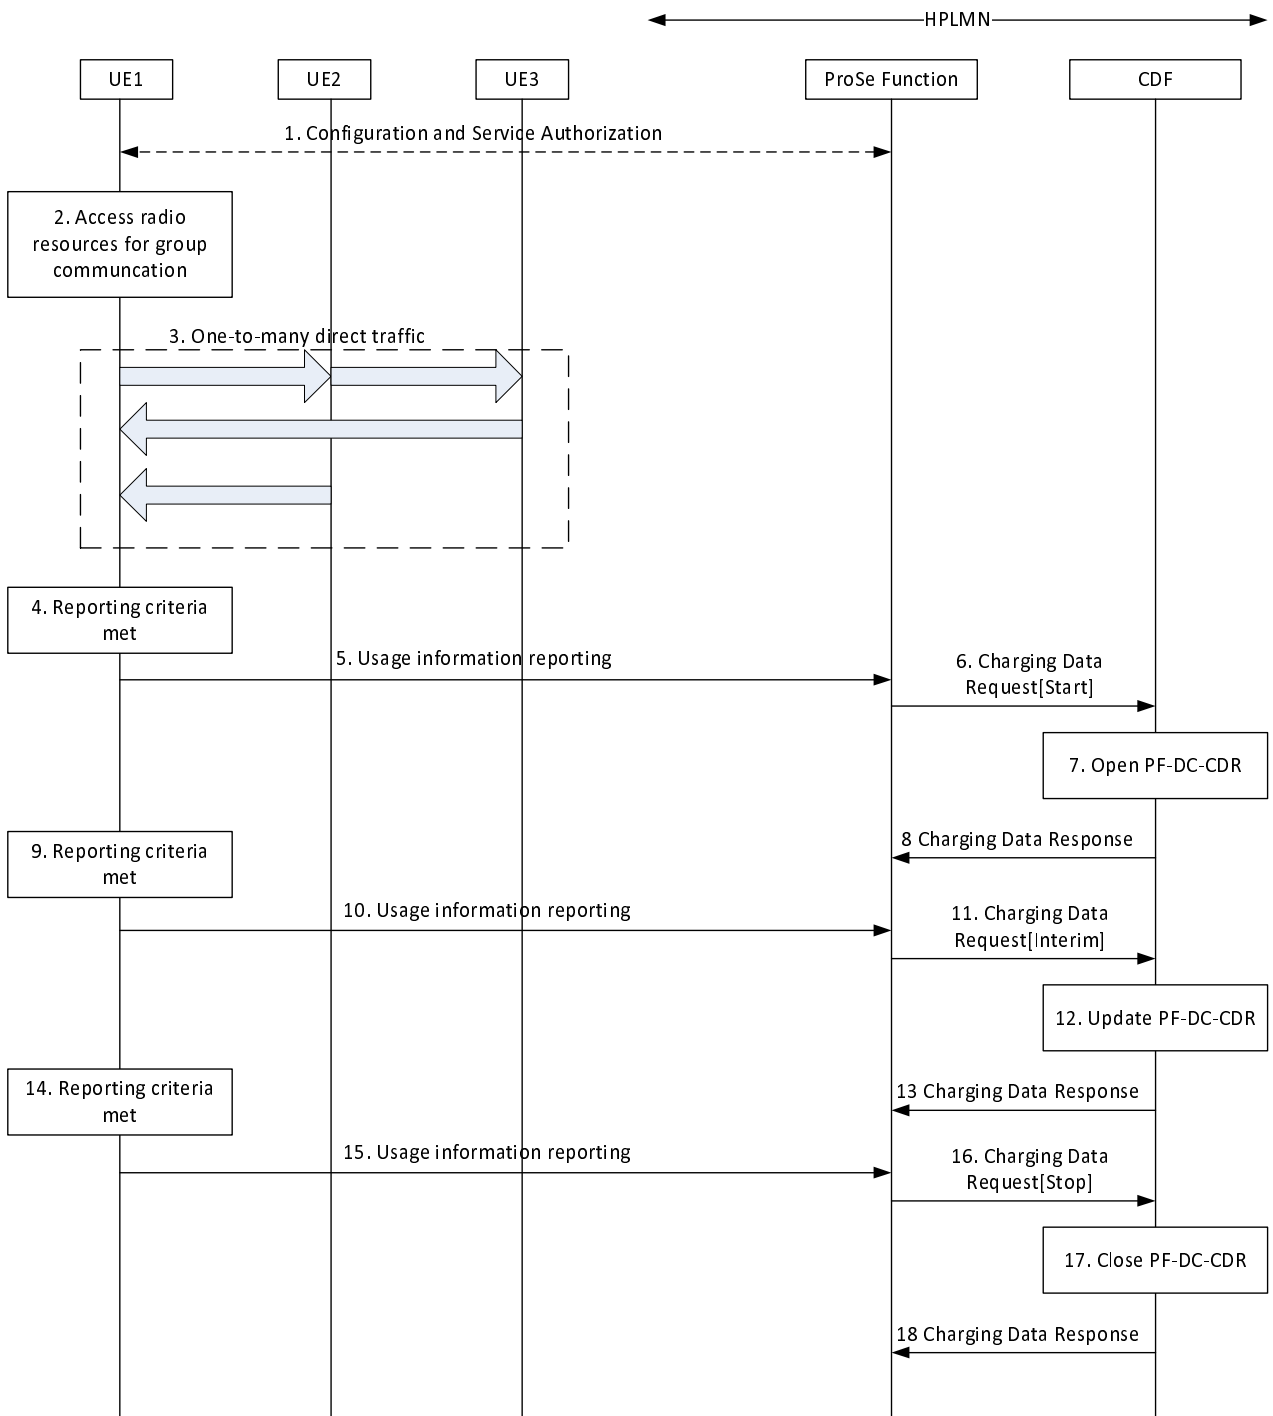 HPLMN
UE1
UE2
UE3
ProSe Function
CDF
1. Configuration and Service Authorization
2. Access radio
resources for group
communcation
3. One-to-many direct traffic
4. Reporting criteria
met
5. Usage information reporting
6. Charging Data
Request[Start]
7. Open PF-DC-CDR
8 Charging Data Response
9. Reporting criteria
met
10. Usage information reporting
11. Charging Data
Request[Interim]
12. Update PF-DC-CDR
13 Charging Data Response
14. Reporting criteria
met
15. Usage information reporting
16. Charging Data
Request[Stop]
17. Close PF-DC-CDR
18 Charging Data Response